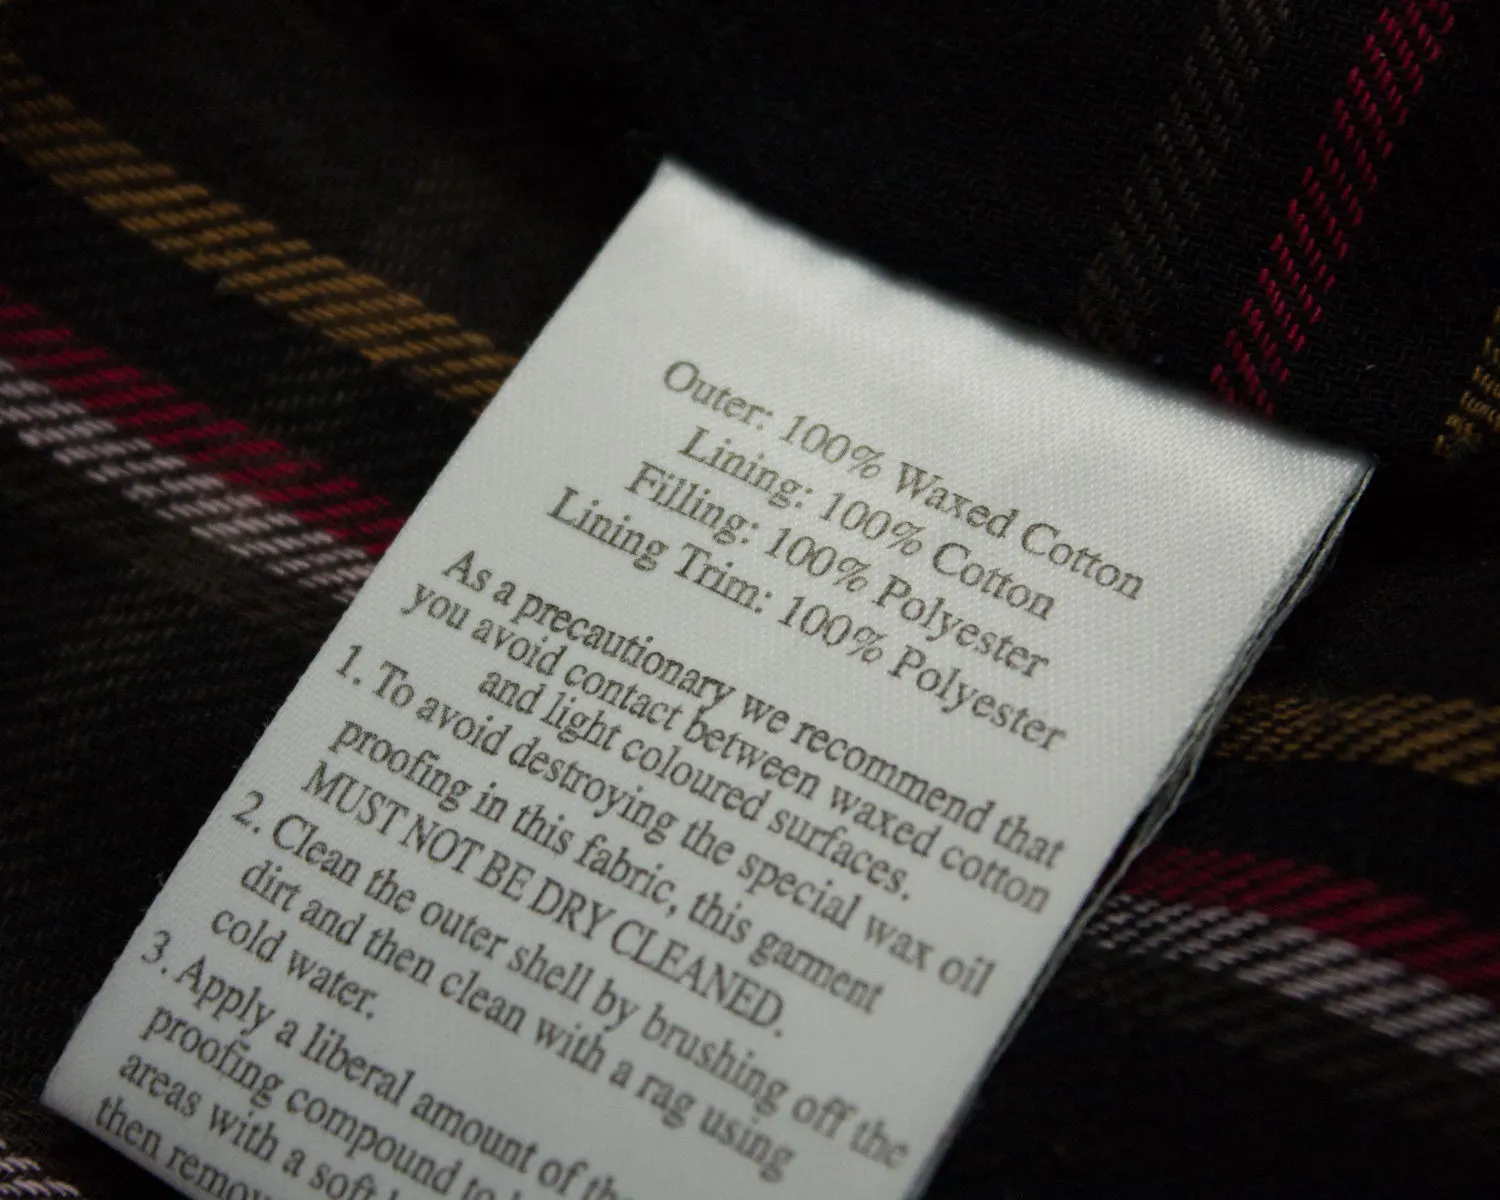 Outer: 100% Waxed Cotton
Lining: 100% Cotton
Filling: 100% Polyester
Lining Trim: 100% Polyester
As a precautionary we recommend that
you avoid contact between waxed cotton
and light coloured surfaces.
1. To avoid destroying the special wax oil
proofing in this fabric, this garment
MUST NOT BE DRY CLEANED.
2. Clean the outer shell by brushing off the
dirt and then clean with a rag using
cold water.
3. Apply a liberal amount of the
proofing compound to
areas with a soft
then remov